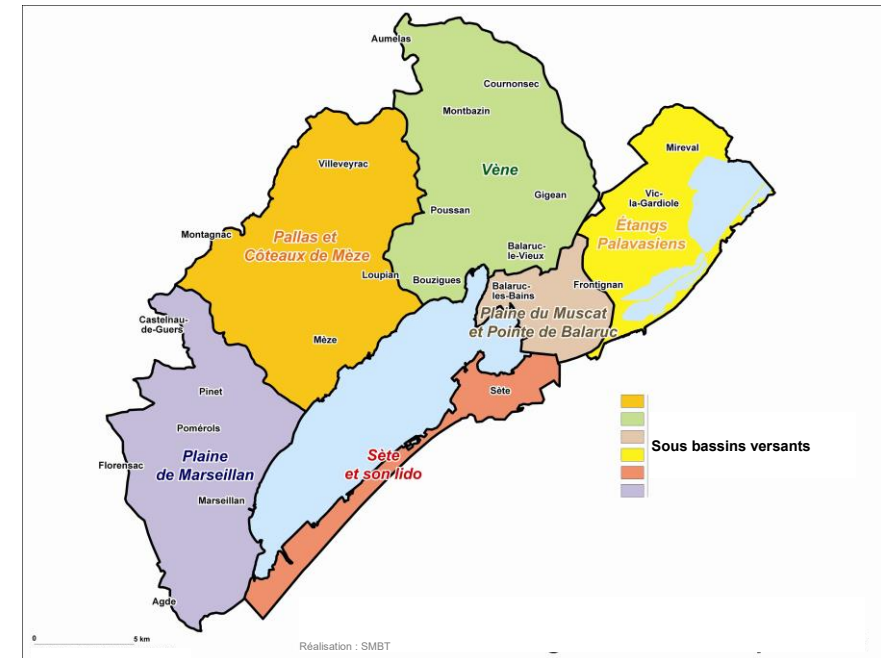 Aumelas
Cournonsec
Montbazin
Mireval
Villeveyrac
Vène
Vic-
la-Gardiole
Gigean
Poussan
Étangs
Palavasiens
Montagnac
Pallas et
Côteaux de Mèze
Balaruc-
le-Vieux
Loupian
Bouzigues
Balaruc-
les-Bains
Frontignan
Plaine du Muscat
et Pointe de Balaruc
Castelnau-
de-Guers
Mèze
Pinet
Sète
Pomérols
Sous bassins versants
Florensac
Plaine
de Marseillan
Sète
et son lido
Marseillan
Agde
0
5 km
Réalisation : SMBT